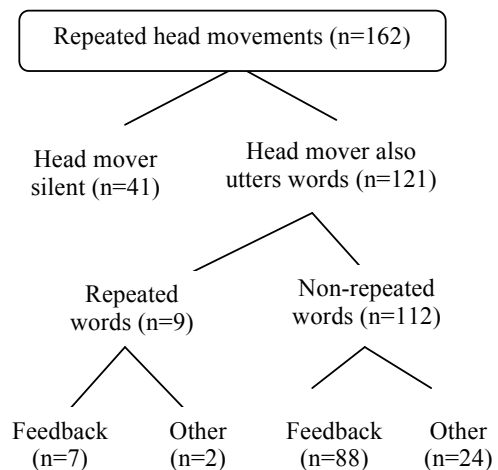 Repeated head movements (n=162)
Head mover
silent (n=41)
Head mover also
utters words (n=121)
Repeated
words (n=9)
Non-repeated
words (n=112)
Feedback
(n=7)
Other
(n=2)
Feedback
(n=88)
Other
(n=24)